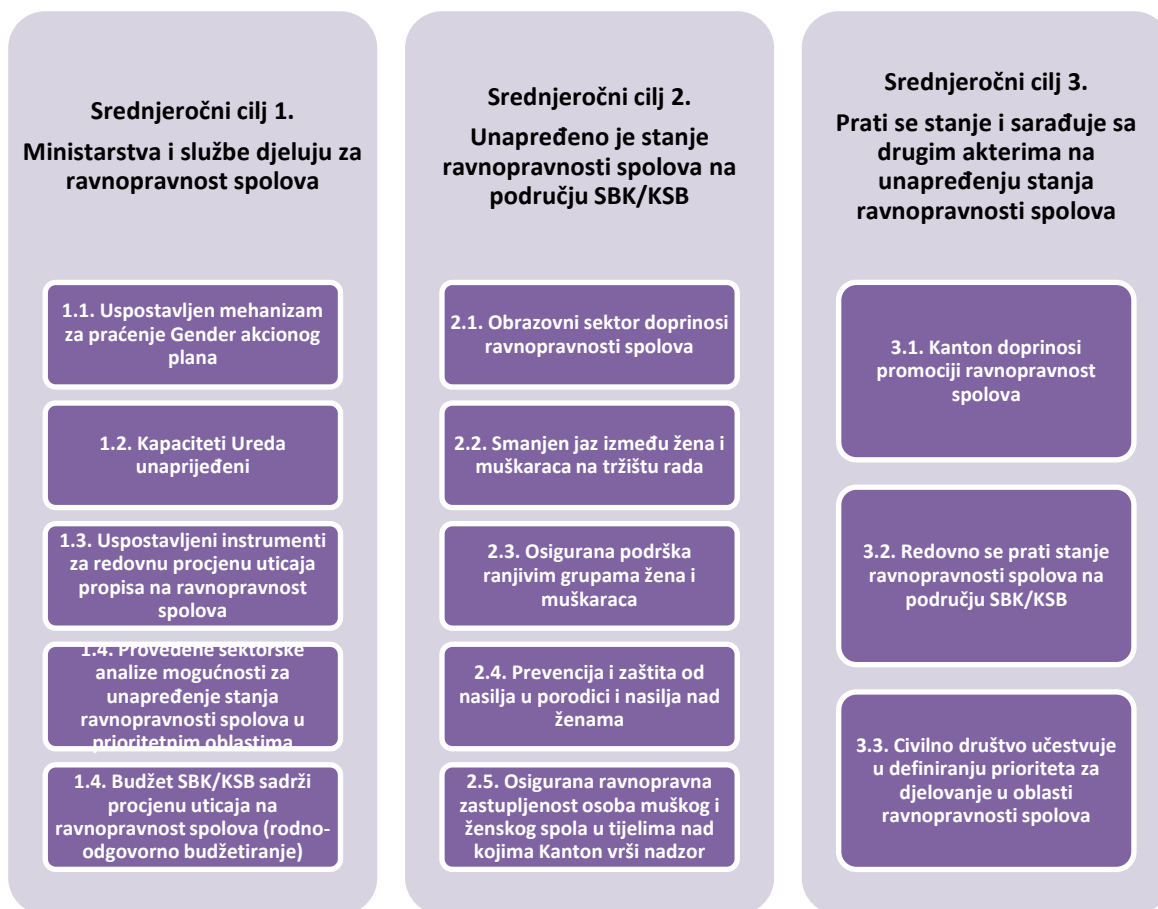 Srednjeročni cilj 1.
Ministarstva i službe djeluju za
ravnopravnost spolova
1.1. Uspostavljen mehanizam
za praćenje Gender akcionog
plana
1.2. Kapaciteti Ureda
unaprijeđeni
1.3. Uspostavljeni instrumenti
za redovnu procjenu uticaja
propisa na ravnopravnost
spolova
1.4. Provedene sektorske
analize mogućnosti za
unapređenje stanja
ravnopravnosti spolova u
prioritetnim oblastima
1.4. Budžet SBK/KSB sadrži
procjenu uticaja na
ravnopravnost spolova (rodno-
odgovorno budžetiranje)
Srednjeročni cilj 2.
Unapređeno je stanje
ravnopravnosti spolova na
području SBK/KSB
2.1. Obrazovni sektor doprinosi
ravnopravnosti spolova
2.2. Smanjen jaz između žena i
muškaraca na tržištu rada
2.3. Osigurana podrška
ranjivim grupama žena i
muškaraca
2.4. Prevencija i zaštita od
nasilja u porodici i nasilja nad
ženama
2.5. Osigurana ravnopravna
zastupljenost osoba muškog i
ženskog spola u tijelima nad
kojima Kanton vrši nadzor
Srednjeročni cilj 3.
Prati se stanje i sarađuje sa
drugim akterima na
unapređenju stanja
ravnopravnosti spolova
3.1. Kanton doprinosi
promociji ravnopravnost
spolova
3.2. Redovno se prati stanje
ravnopravnosti spolova na
području SBK/KSB
3.3. Civilno društvo učestvuje
u definiranju prioriteta za
djelovanje u oblasti
ravnopravnosti spolova